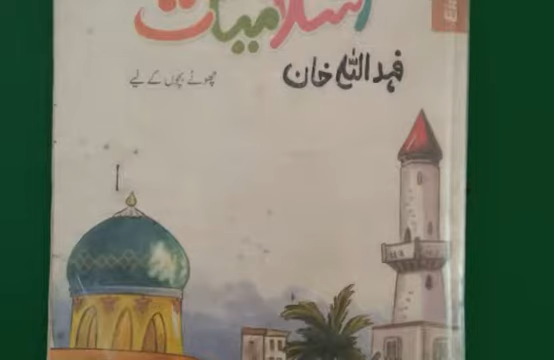 اسلامیات
فہد اللہ خان
چھوٹے بچوں کے لیے